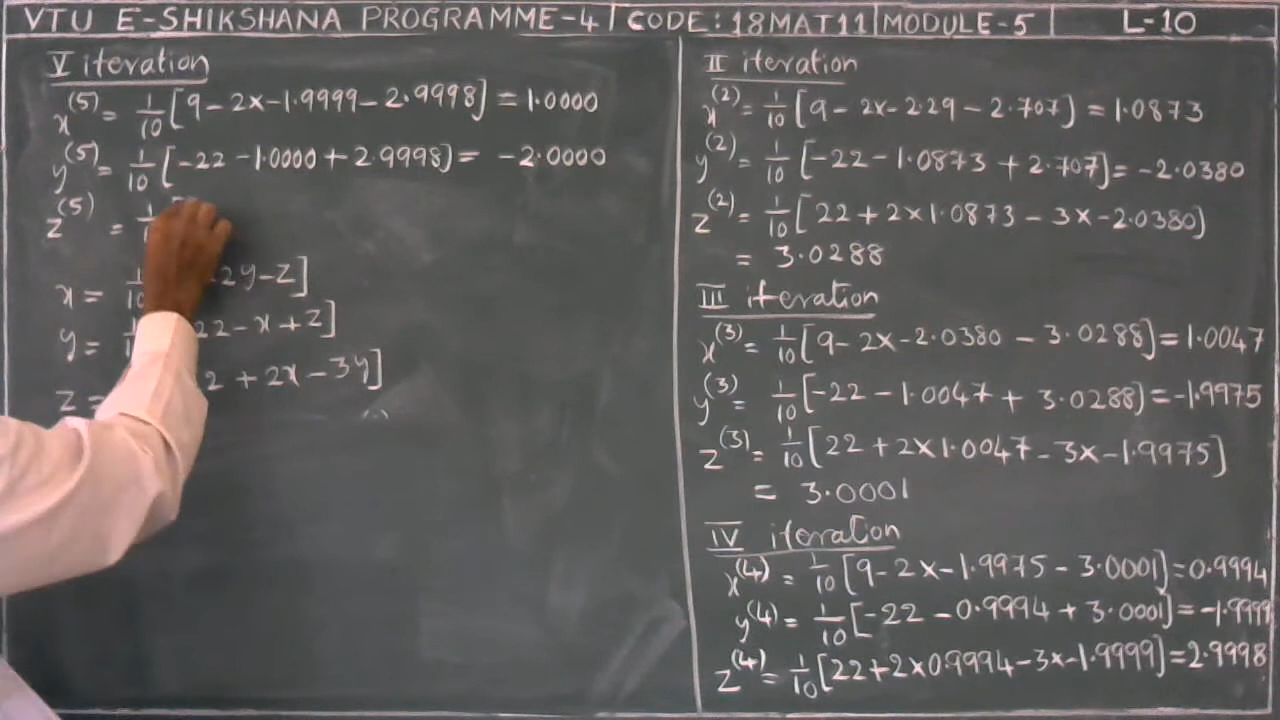 VTU E-SHIKSHANA PROGRAMME-4 | CODE: 18MAT11 | MODULE-5 | L-10
V iteration
x^(5) = 1/10 [9 - 2x-1.9999 - 2.9998] = 1.0000
y^(5) = 1/10 [-22 - 1.0000 + 2.9998] = -2.0000
z^(5) = 1/10 [
x = 1/10 2y - z]
y = 22 - x + z]
z = 2 + 2x - 3y]
II iteration
x^(2) = 1/10 [9 - 2x-2.29 - 2.707] = 1.0873
y^(2) = 1/10 [-22 - 1.0873 + 2.707] = -2.0380
z^(2) = 1/10 [22 + 2x1.0873 - 3x-2.0380]
= 3.0288
III iteration
x^(3) = 1/10 [9 - 2x-2.0380 - 3.0288] = 1.0047
y^(3) = 1/10 [-22 - 1.0047 + 3.0288] = -1.9975
z^(3) = 1/10 [22 + 2x1.0047 - 3x-1.9975]
= 3.0001
IV iteration
x^(4) = 1/10 [9 - 2x-1.9975 - 3.0001] = 0.9994
y^(4) = 1/10 [-22 - 0.9994 + 3.0001] = -1.9999
z^(4) = 1/10 [22 + 2x0.9994 - 3x-1.9999] = 2.9998